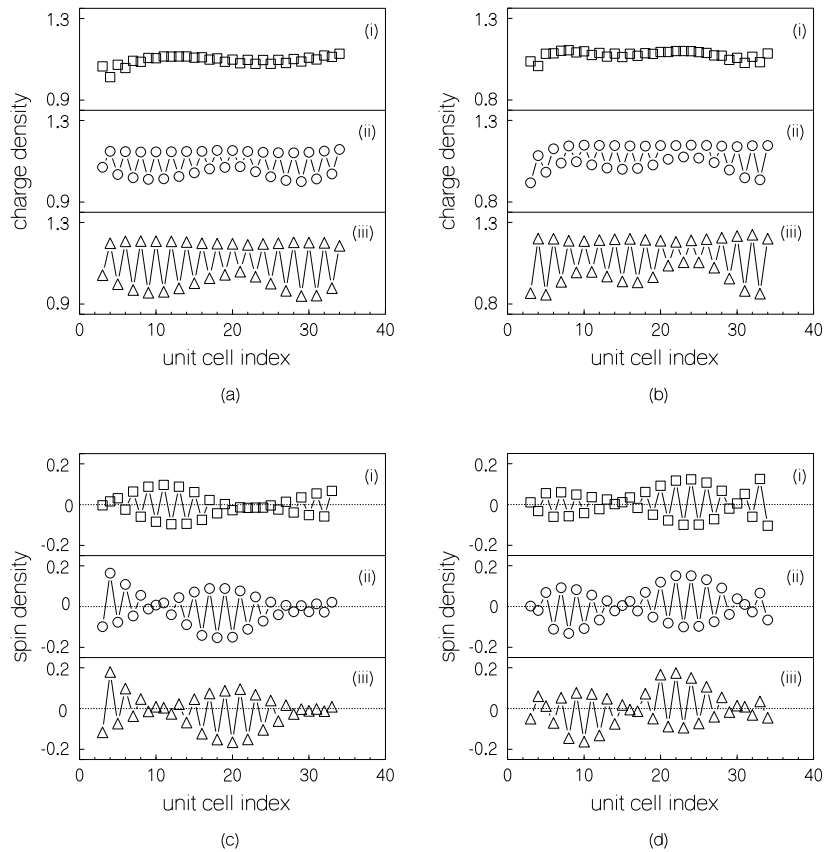 1.3
(i)
0.9
1.3
(ii)
0.9
1.3
(iii)
0.9
0 10 20 30 40
charge density
unit cell index
(a)
1.3
(i)
0.8
1.3
(ii)
0.8
1.3
(iii)
0.8
0 10 20 30 40
charge density
unit cell index
(b)
0.2
(i)
0
-0.2
0.2
(ii)
0
-0.2
0.2
(iii)
0
-0.2
0 10 20 30 40
spin density
unit cell index
(c)
0.2
(i)
0
-0.2
0.2
(ii)
0
-0.2
0.2
(iii)
0
-0.2
0 10 20 30 40
spin density
unit cell index
(d)